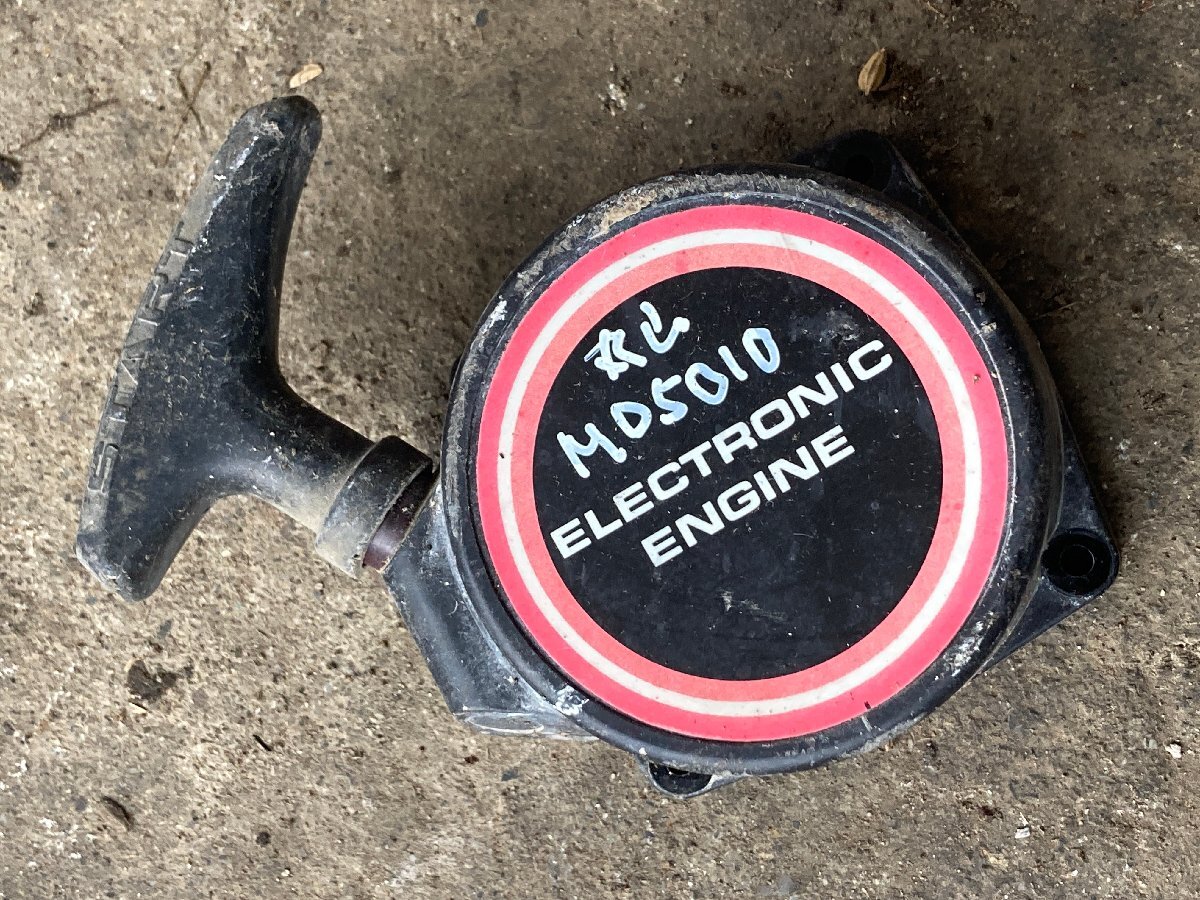 丸山
MD5010
ELECTRONIC
ENGINE
START